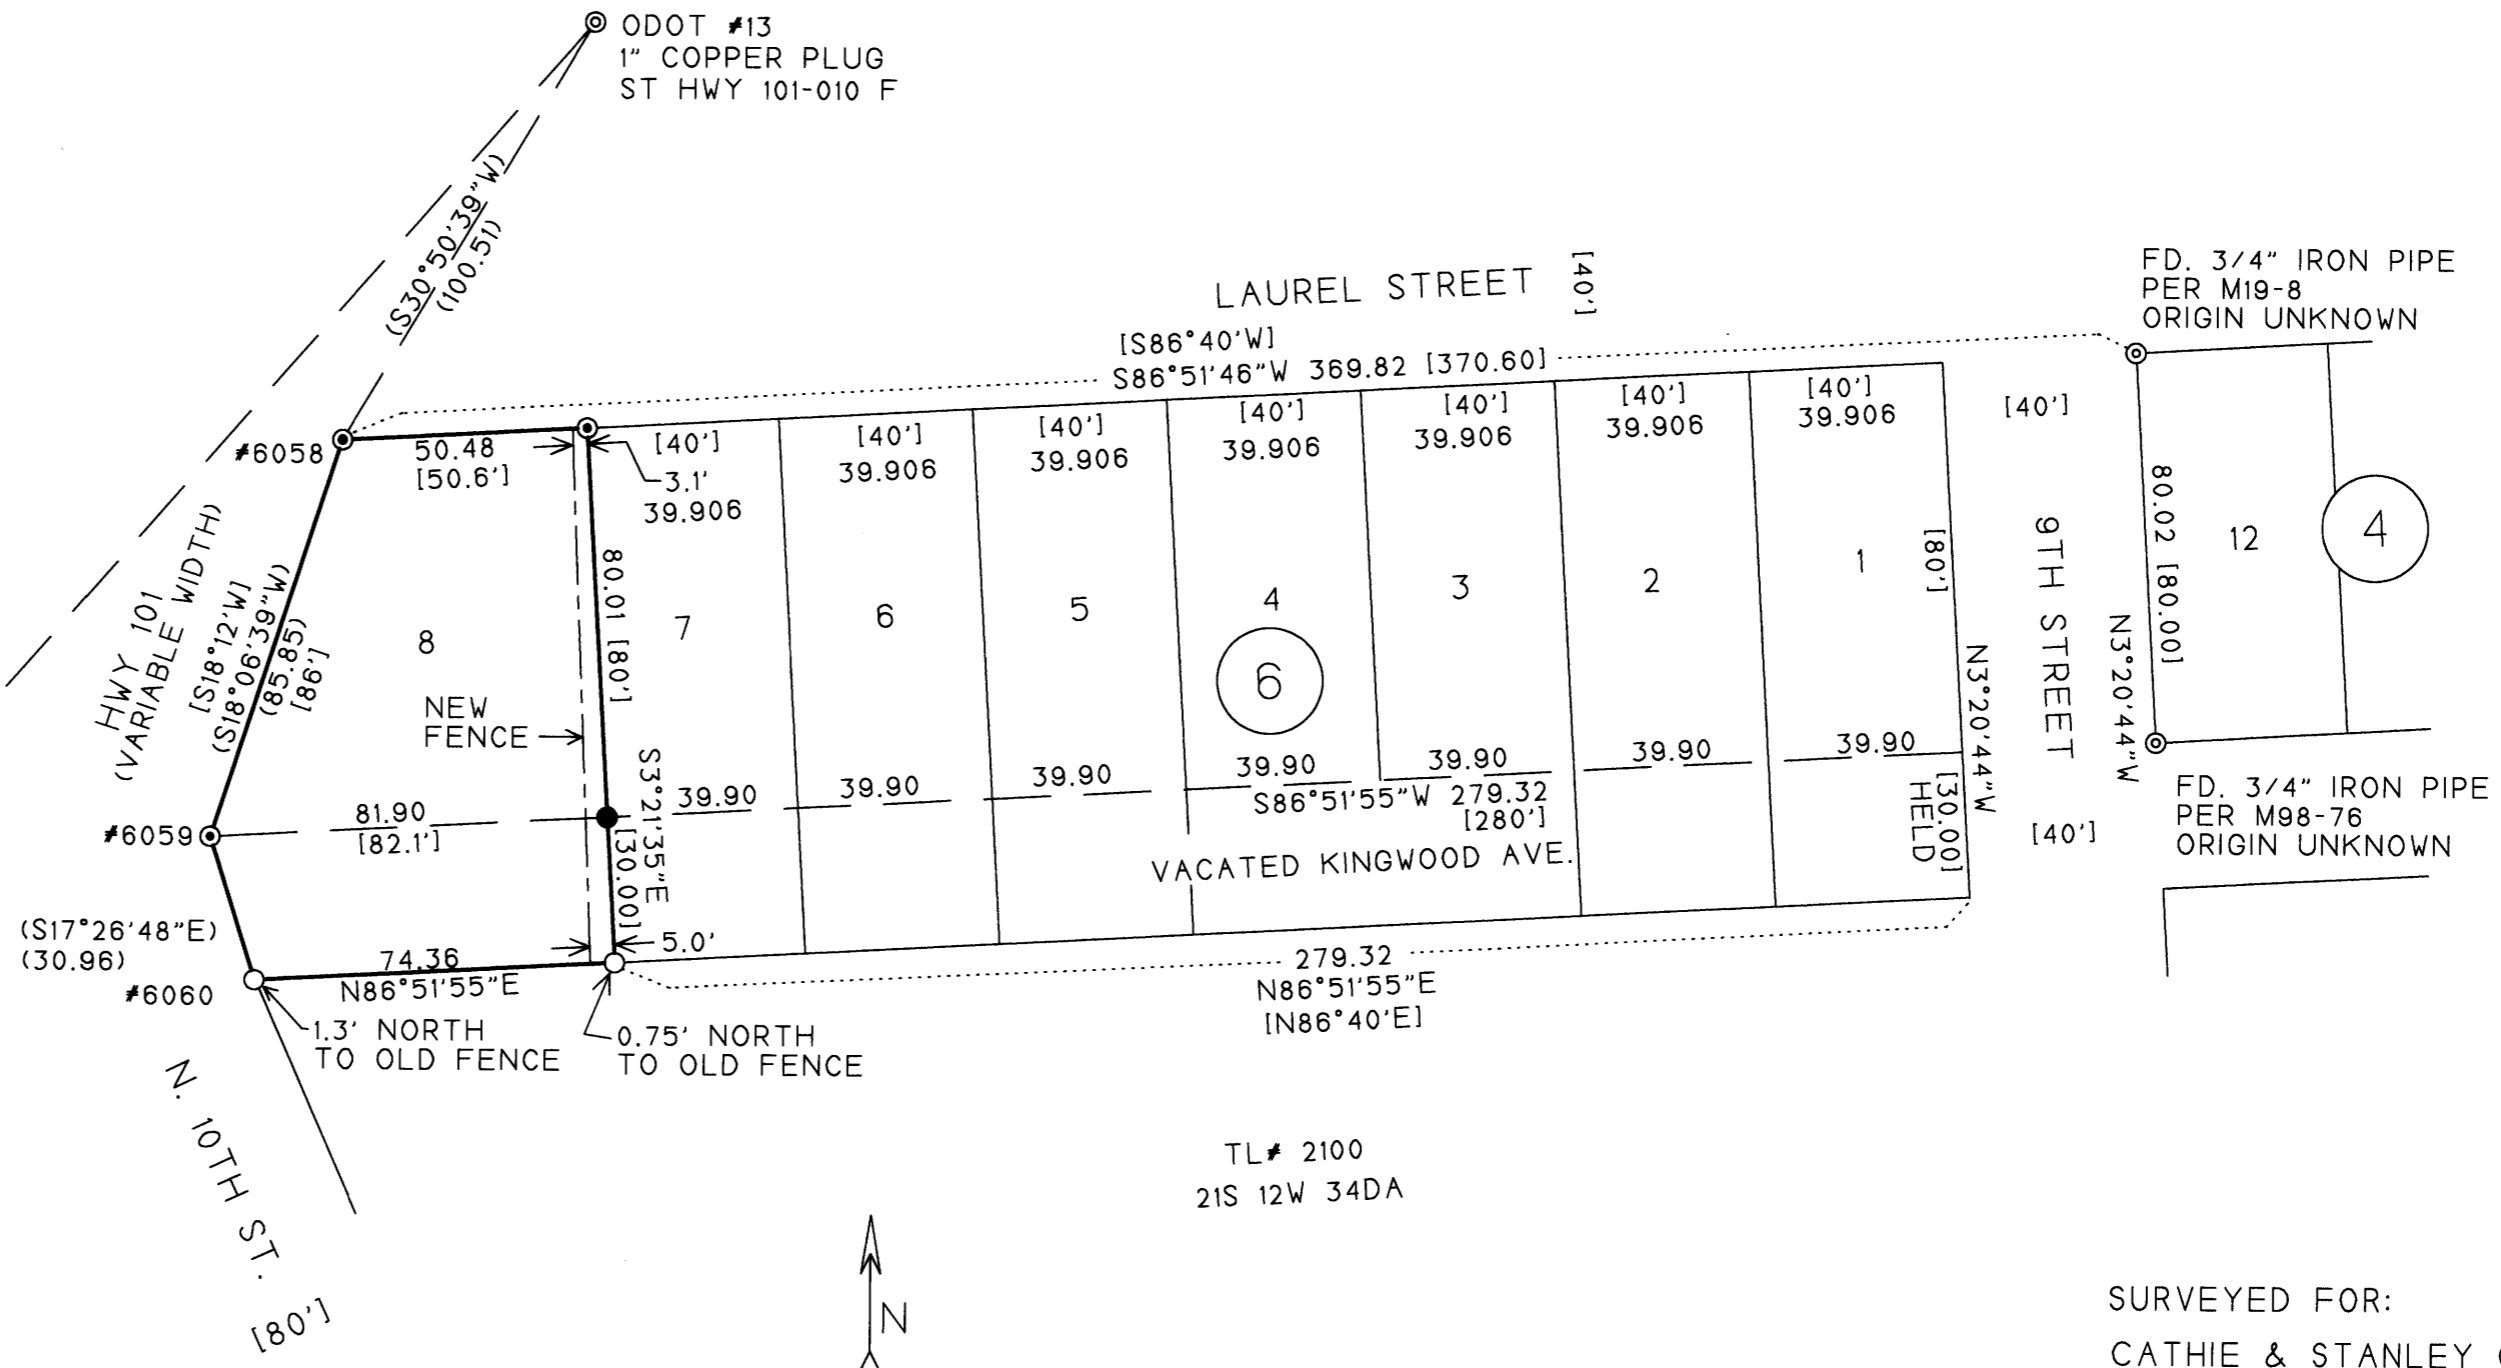 ODOT #13
1" COPPER PLUG
ST HWY 101-010 F
(S30°50'39"W)
(100.51)
LAUREL STREET
[40']
[S86°40'W]
S86°51'46"W 369.82 [370.60]
FD. 3/4" IRON PIPE
PER M19-8
ORIGIN UNKNOWN
#6058
50.48
[50.6']
3.1'
[40']
39.906
[40']
39.906
[40']
39.906
[40']
39.906
[40']
39.906
[40']
39.906
[40']
39.906
[40']
HWY 101
(VARIABLE WIDTH)
[S18°12'W]
(S18°06'39"W)
(85.85)
[86']
8
7
6
5
4
3
2
1
6
12
4
80.01 [80']
[80']
80.02 [80.00]
9TH STREET
N3°20'44"W
N3°20'44"W
NEW
FENCE
S3°21'35"E
[30.00]
#6059
81.90
[82.1']
39.90
39.90
39.90
39.90
39.90
39.90
39.90
S86°51'55"W 279.32
[280']
[30.00]
HELD
[40']
FD. 3/4" IRON PIPE
PER M98-76
ORIGIN UNKNOWN
VACATED KINGWOOD AVE.
(S17°26'48"E)
(30.96)
#6060
74.36
N86°51'55"E
5.0'
279.32
N86°51'55"E
[N86°40'E]
1.3' NORTH
TO OLD FENCE
0.75' NORTH
TO OLD FENCE
N. 10TH ST.
[80']
TL# 2100
21S 12W 34DA
N
SURVEYED FOR:
CATHIE & STANLEY